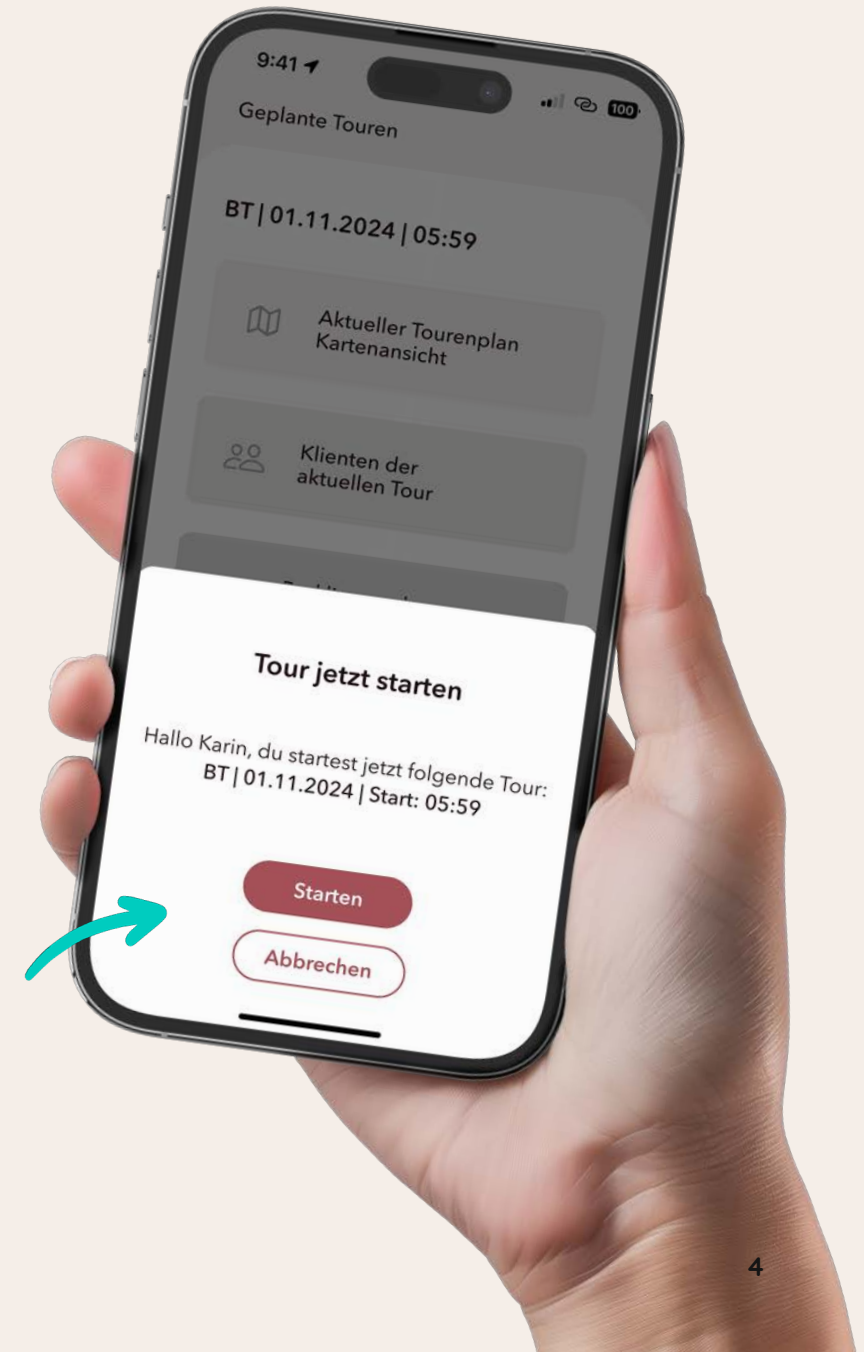 9:41
100
Geplante Touren
BT | 01.11.2024 | 05:59
Aktueller Tourenplan
Kartenansicht
Klienten der
aktuellen Tour
Tour jetzt starten
Hallo Karin, du startest jetzt folgende Tour:
BT | 01.11.2024 | Start: 05:59
Starten
Abbrechen
4